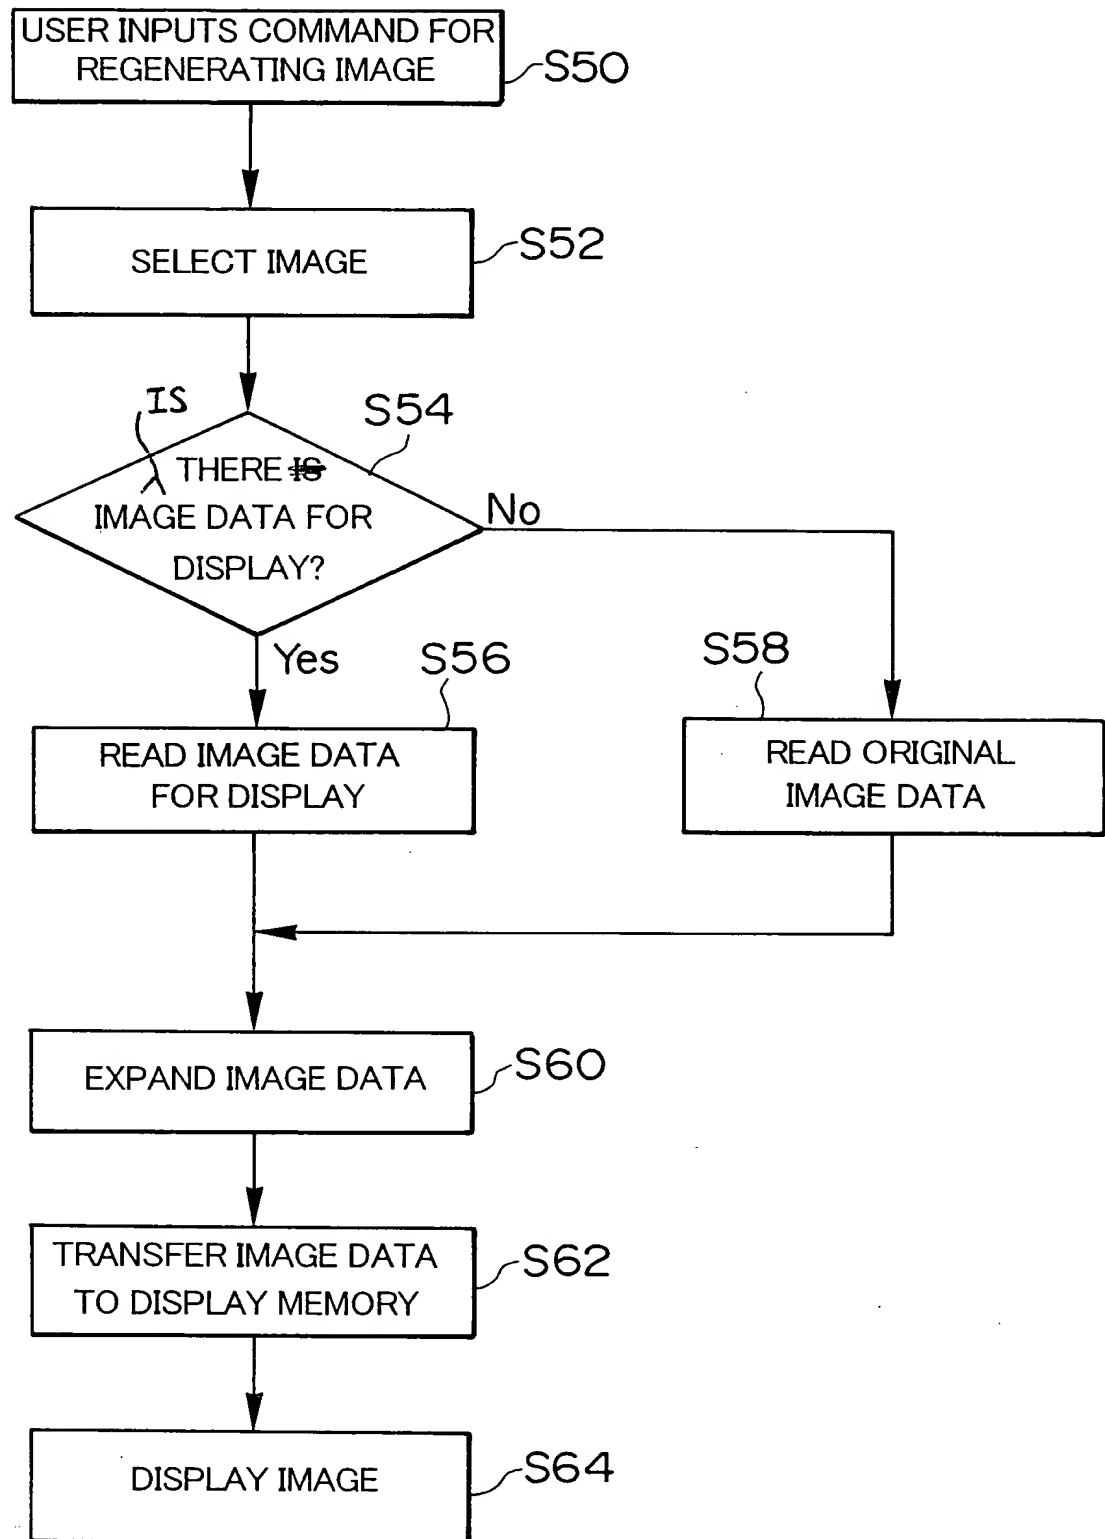 USER INPUTS COMMAND FOR
REGENERATING IMAGE
S50
SELECT IMAGE
S52
IS
S54
THERE IS
IMAGE DATA FOR
DISPLAY?
No
Yes
S56
S58
READ IMAGE DATA
FOR DISPLAY
READ ORIGINAL
IMAGE DATA
EXPAND IMAGE DATA
S60
TRANSFER IMAGE DATA
TO DISPLAY MEMORY
S62
DISPLAY IMAGE
S64